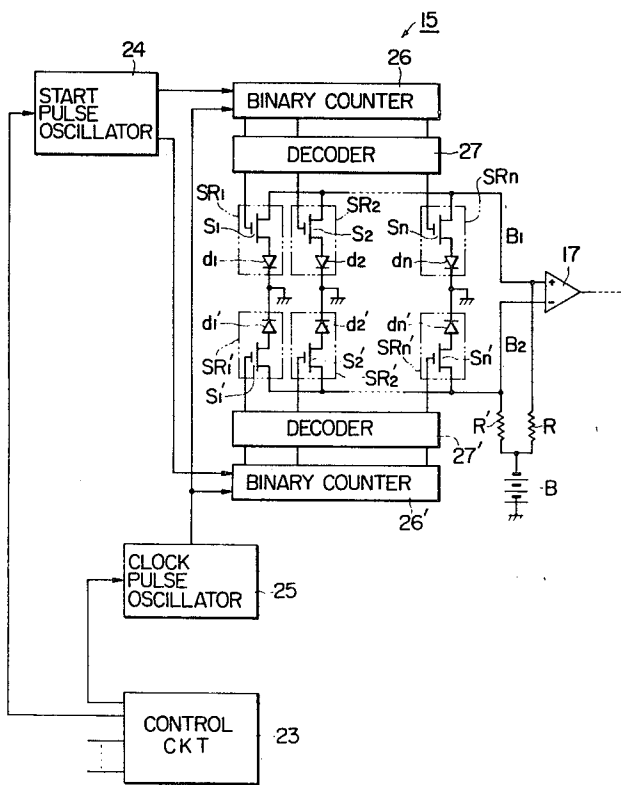 15
24
26
START
PULSE
OSCILLATOR
BINARY COUNTER
DECODER
27
SR1
SR2
SRn
S1
S2
Sn
B1
d1
d2
dn
17
+
-
d1'
d2'
dn'
B2
SR1'
S2'
SRn'
Sn'
S1'
SR2'
R'
R
DECODER
27'
B
BINARY COUNTER
26'
CLOCK
PULSE
OSCILLATOR
25
CONTROL
CKT
23